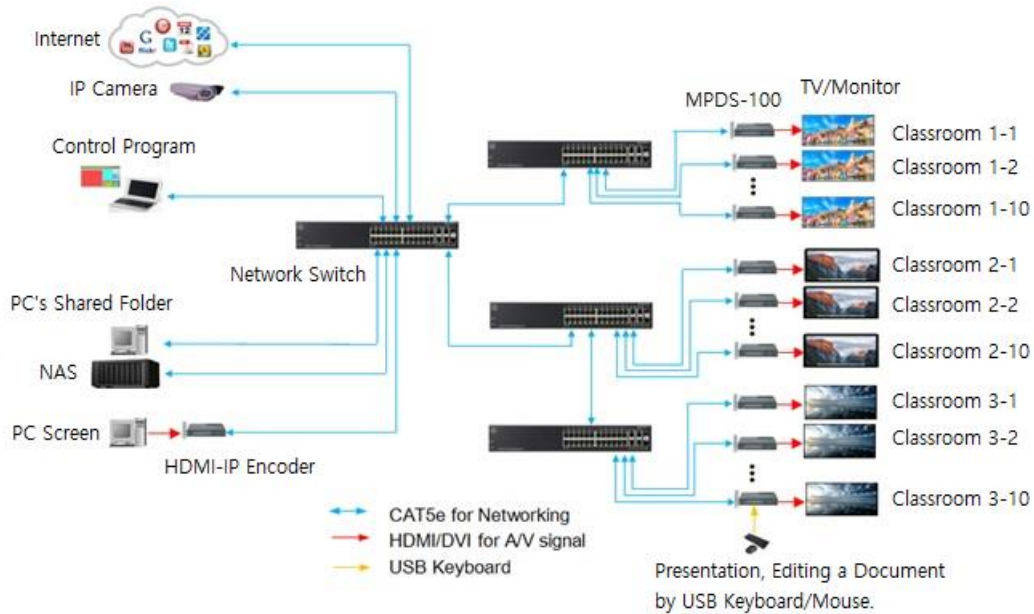 Internet
IP Camera
Control Program
Network Switch
PC's Shared Folder
NAS
PC Screen
HDMI-IP Encoder
MPDS-100
TV/Monitor
Classroom 1-1
Classroom 1-2
Classroom 1-10
Classroom 2-1
Classroom 2-2
Classroom 2-10
Classroom 3-1
Classroom 3-2
Classroom 3-10
CAT5e for Networking
HDMI/DVI for A/V signal
USB Keyboard
Presentation, Editing a Document
by USB Keyboard/Mouse.